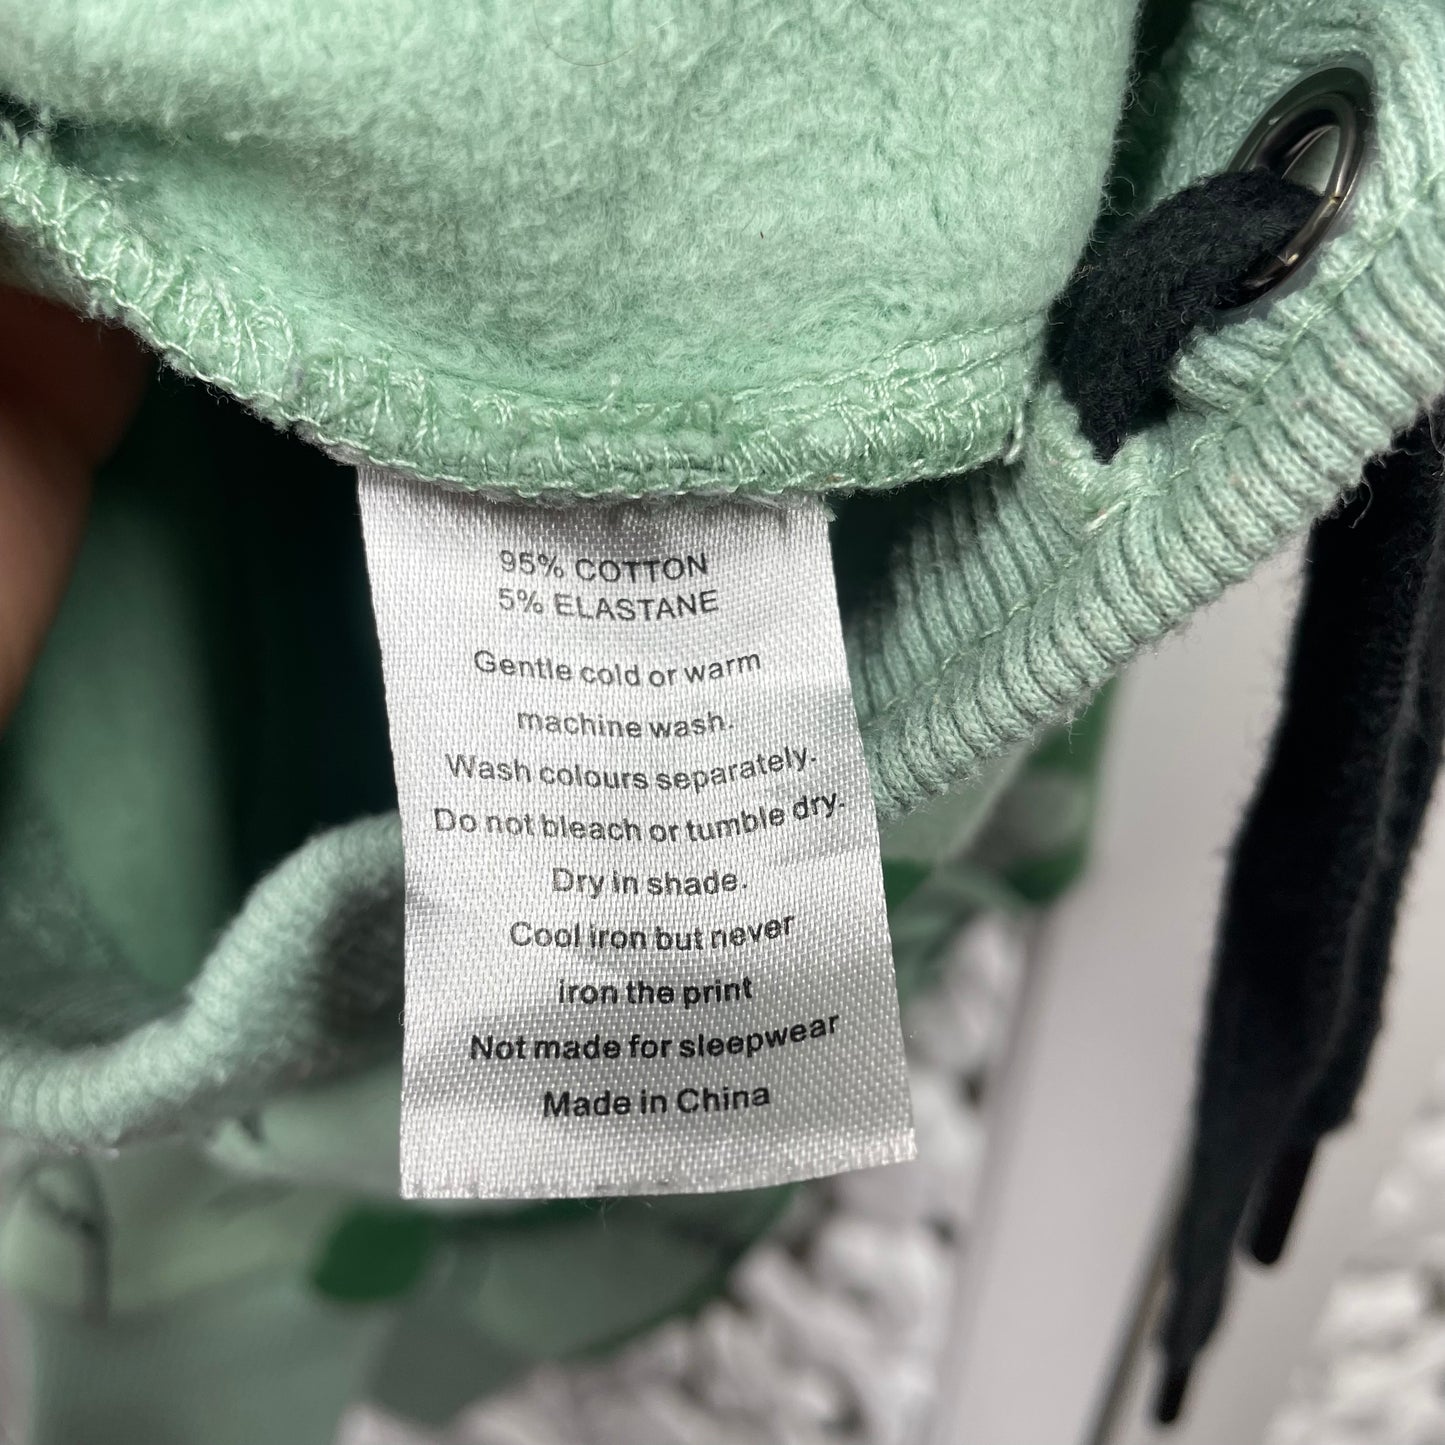 95% COTTON
5% ELASTANE
Gentle cold or warm
machine wash.
Wash colours separately.
Do not bleach or tumble dry.
Dry in shade.
Cool iron but never
iron the print
Not made for sleepwear
Made in China